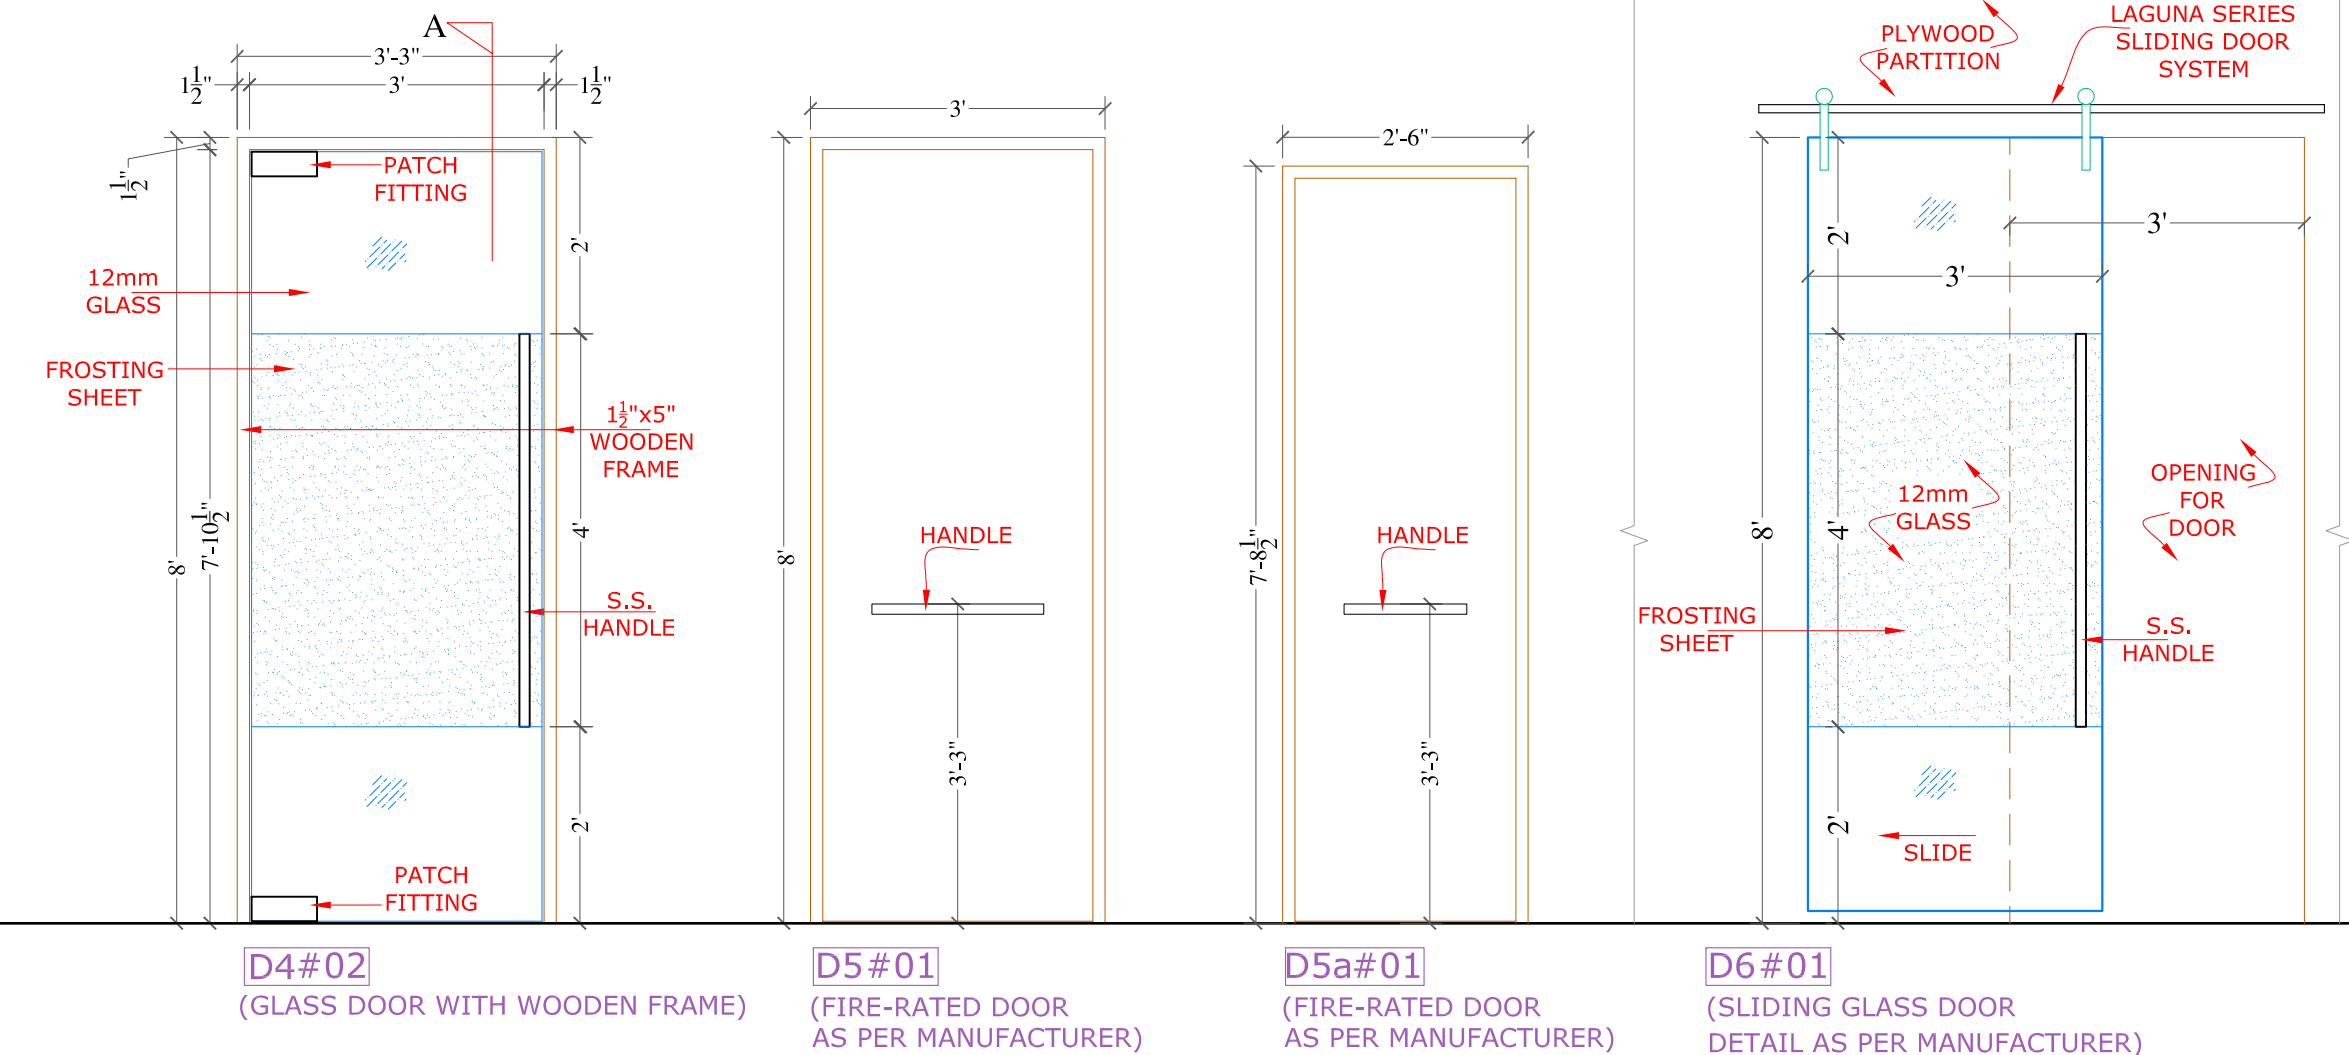 A
3'-3"
1 1/2"
3'
1 1/2"
1 1/2"
8'
7'-10 1/2"
PATCH
FITTING
2'
12mm
GLASS
FROSTING
SHEET
1 1/2"x5"
WOODEN
FRAME
4'
S.S.
HANDLE
2'
PATCH
FITTING
D4#02
(GLASS DOOR WITH WOODEN FRAME)
3'
8'
HANDLE
3'-3"
D5#01
(FIRE-RATED DOOR
AS PER MANUFACTURER)
2'-6"
7'-8 1/2"
HANDLE
3'-3"
D5a#01
(FIRE-RATED DOOR
AS PER MANUFACTURER)
PLYWOOD
PARTITION
LAGUNA SERIES
SLIDING DOOR
SYSTEM
2'
3'
3'
8'
4'
12mm
GLASS
OPENING
FOR
DOOR
FROSTING
SHEET
S.S.
HANDLE
2'
SLIDE
D6#01
(SLIDING GLASS DOOR
DETAIL AS PER MANUFACTURER)